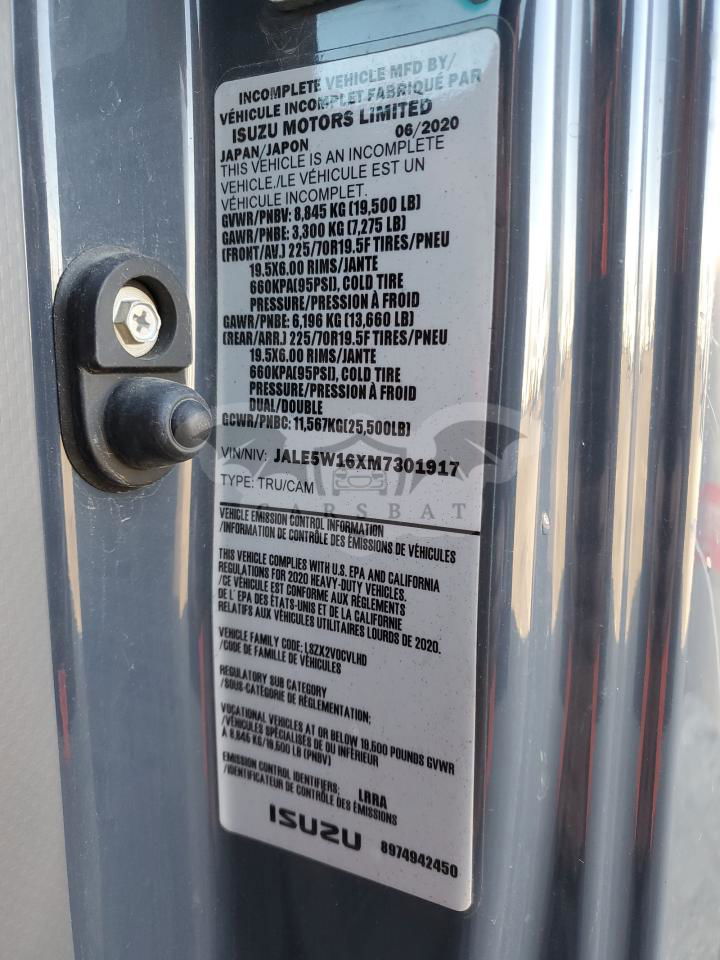 INCOMPLETE VEHICLE MFD BY/
VÉHICULE INCOMPLET FABRIQUÉ PAR
ISUZU MOTORS LIMITED
JAPAN/JAPON 06/2020
THIS VEHICLE IS AN INCOMPLETE
VEHICLE./LE VÉHICULE EST UN
VÉHICULE INCOMPLET.
GVWR/PNBV: 8,845 KG (19,500 LB)
GAWR/PNBE: 3,300 KG (7,275 LB)
(FRONT/AV.) 225/70R19.5F TIRES/PNEU
19.5X6.00 RIMS/JANTE
660KPA(95PSI), COLD TIRE
PRESSURE/PRESSION À FROID
GAWR/PNBE: 6,196 KG (13,660 LB)
(REAR/ARR.) 225/70R19.5F TIRES/PNEU
19.5X6.00 RIMS/JANTE
660KPA(95PSI), COLD TIRE
PRESSURE/PRESSION À FROID
DUAL/DOUBLE
GCWR/PNBC: 11,567KG(25,500LB)
VIN/NIV: JALE5W16XM7301917
TYPE: TRU/CAM
CARSBAT
VEHICLE EMISSION CONTROL INFORMATION
/INFORMATION DE CONTRÔLE DES ÉMISSIONS DE VÉHICULES
THIS VEHICLE COMPLIES WITH U.S. EPA AND CALIFORNIA
REGULATIONS FOR 2020 HEAVY-DUTY VEHICLES.
/CE VÉHICULE EST CONFORME AUX RÈGLEMENTS
DE L' EPA DES ÉTATS-UNIS ET DE LA CALIFORNIE
RELATIFS AUX VÉHICULES UTILITAIRES LOURDS DE 2020.
VEHICLE FAMILY CODE: LSZX2VOCVLHD
/CODE DE FAMILLE DE VÉHICULES
REGULATORY SUB CATEGORY
/SOUS-CATÉGORIE DE RÉGLEMENTATION:
VOCATIONAL VEHICLES AT OR BELOW 19,500 POUNDS GVWR
/VÉHICULES SPÉCIALISÉS DE OU INFÉRIEUR
À 8,845 KG/19,500 LB (PNBV)
EMISSION CONTROL IDENTIFIERS: LRRA
/IDENTIFICATEUR DE CONTRÔLE DES ÉMISSIONS
ISUZU 8974942450